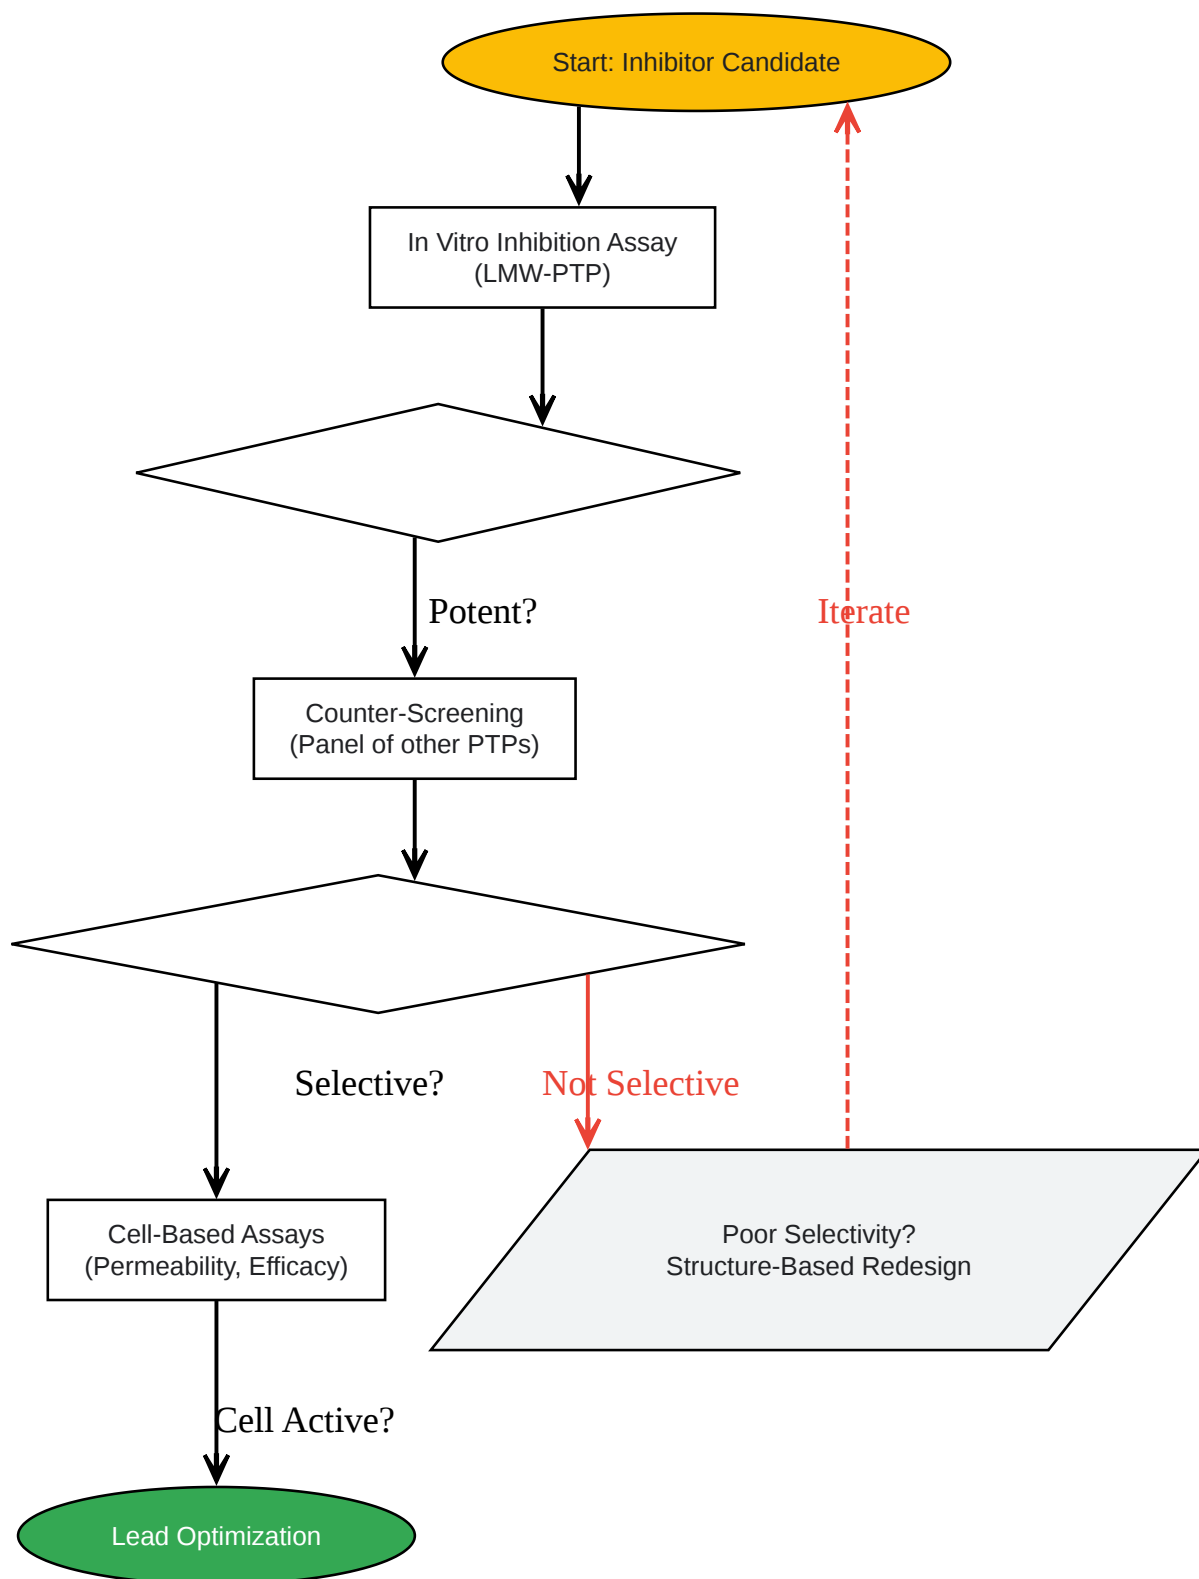 Start: Inhibitor Candidate
In Vitro Inhibition Assay
(LMW-PTP)
Potent?
Iterate
Counter-Screening
(Panel of other PTPs)
Selective?
Not Selective
Cell-Based Assays
(Permeability, Efficacy)
Poor Selectivity?
Structure-Based Redesign
Cell Active?
Lead Optimization